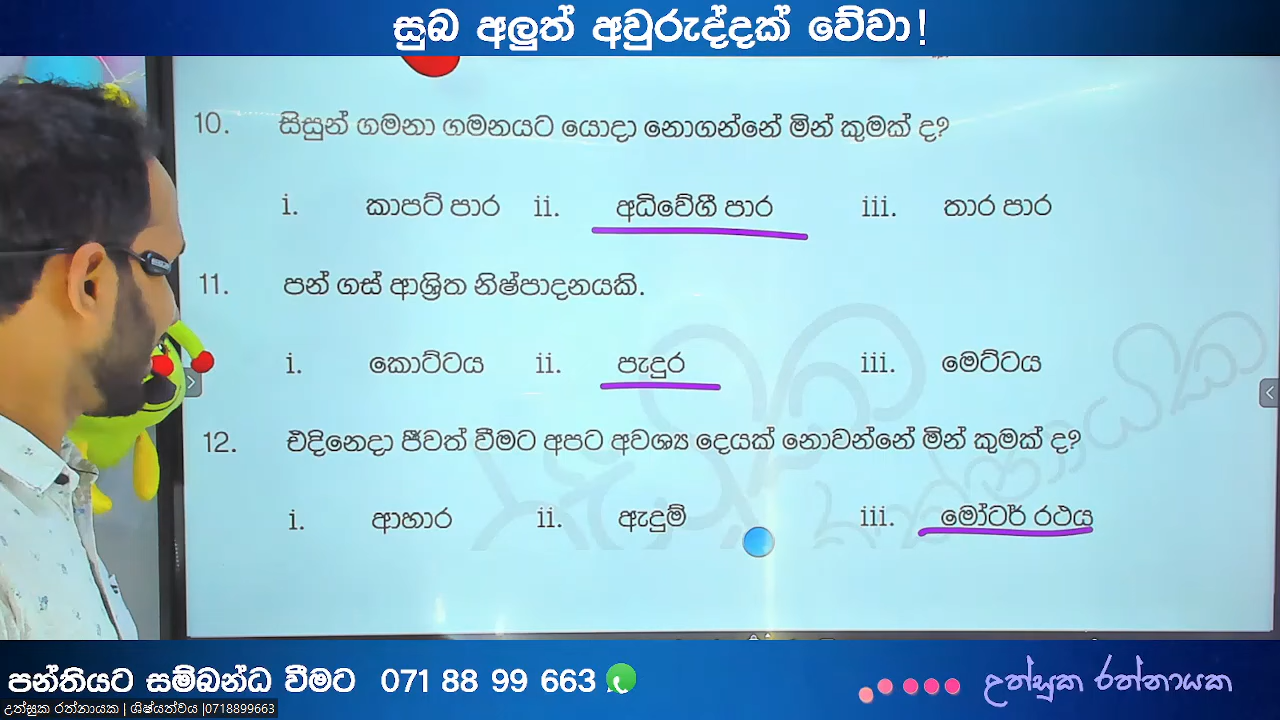 සුබ අලුත් අවුරුද්දක් වේවා!
10. සිසුන් ගමනා ගමනයට යොදා නොගන්නේ මින් කුමක් ද?
i. කාපට් පාර ii. අධිවේගී පාර iii. තාර පාර
11. පන් ගස් ආශ්‍රිත නිෂ්පාදනයකි.
i. කොට්ටය ii. පැදුර iii. මෙට්ටය
12. එදිනෙදා ජීවත් වීමට අපට අවශ්‍ය දෙයක් නොවන්නේ මින් කුමක් ද?
i. ආහාර ii. ඇඳුම් iii. මෝටර් රථය
පන්තියට සම්බන්ධ වීමට 071 88 99 663
උත්සුක රත්නායක
උත්සුක රත්නායක | ශිෂ්‍යත්වය |0718899663